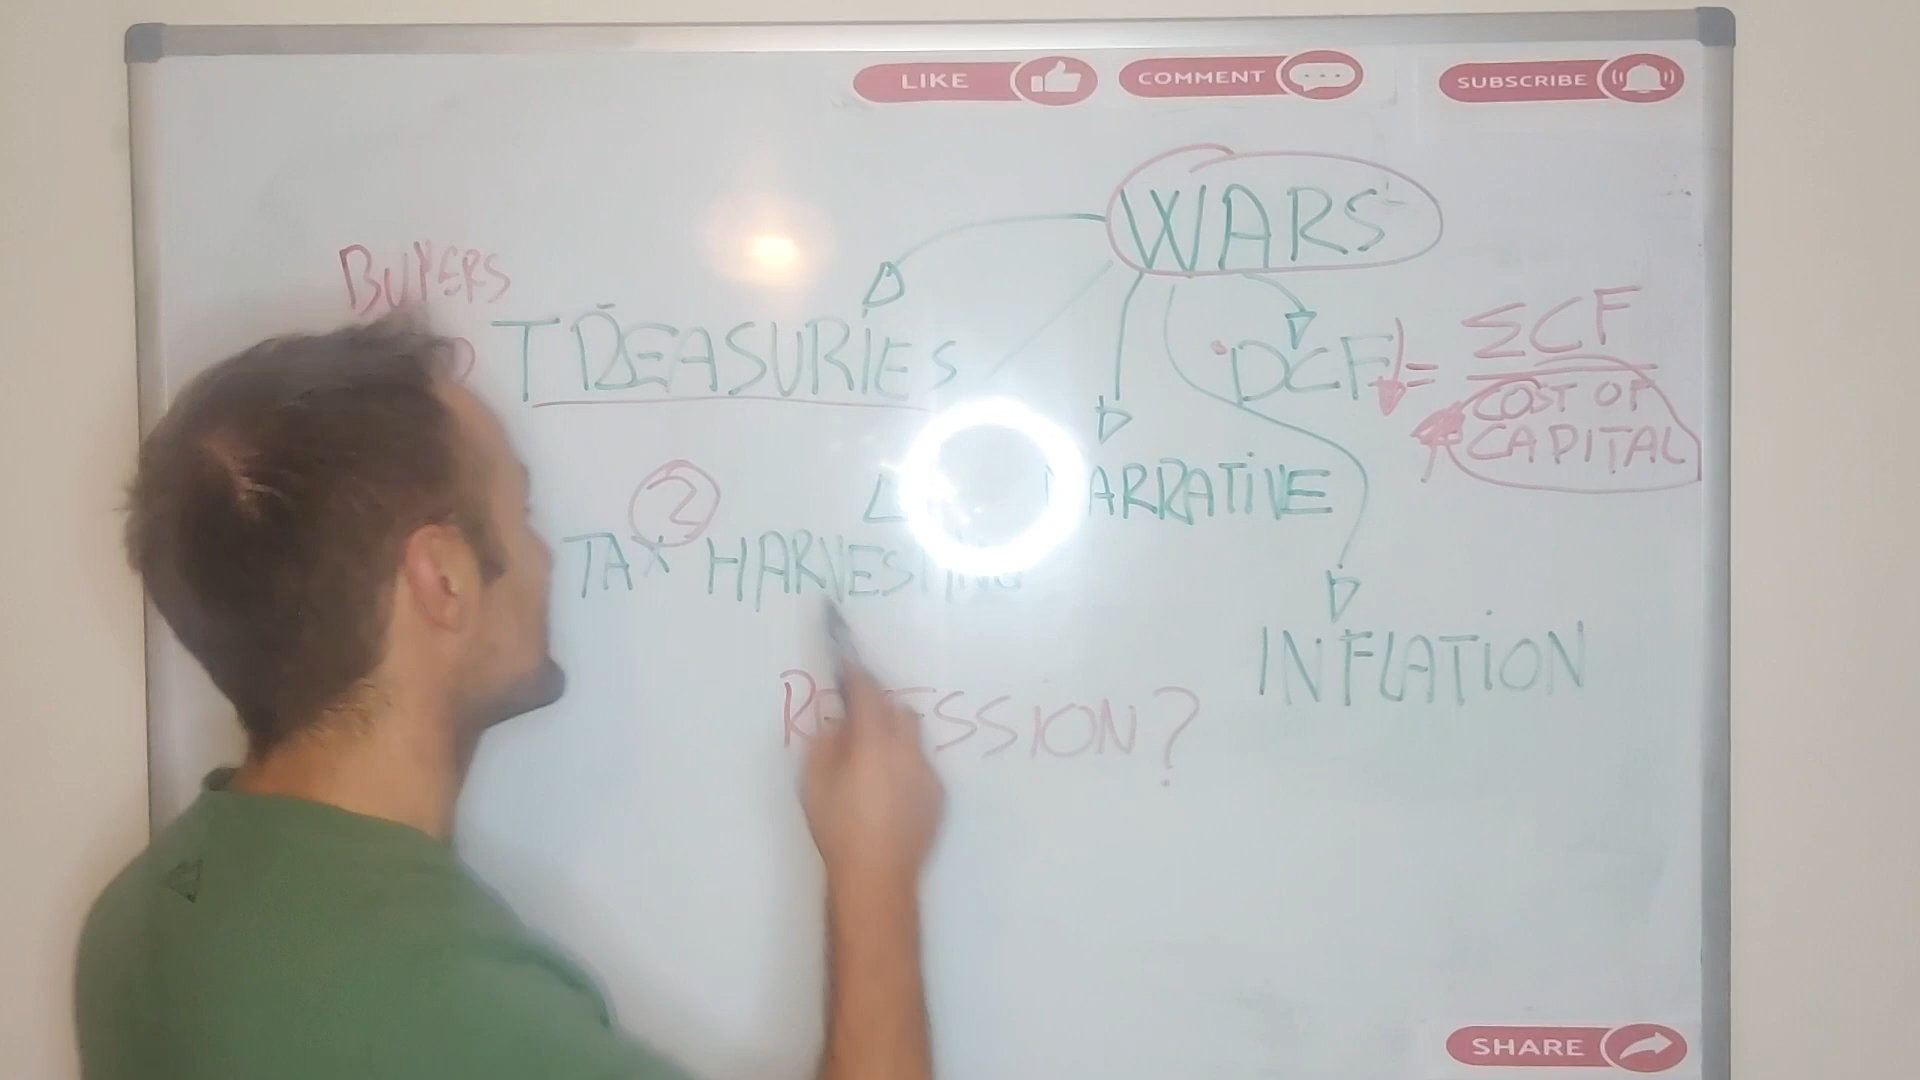 LIKE
COMMENT
SUBSCRIBE
WARS
BUYERS
TREASURIES
DCF = ΣCF
COST OF
CAPITAL
2
TAX HARVESTING
NARRATIVE
INFLATION
RECESSION?
SHARE